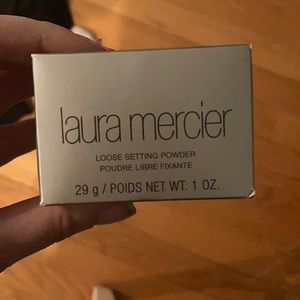 laura mercier
LOOSE SETTING POWDER
POUDRE LIBRE FIXANTE
29 g / POIDS NET WT. 1 OZ.